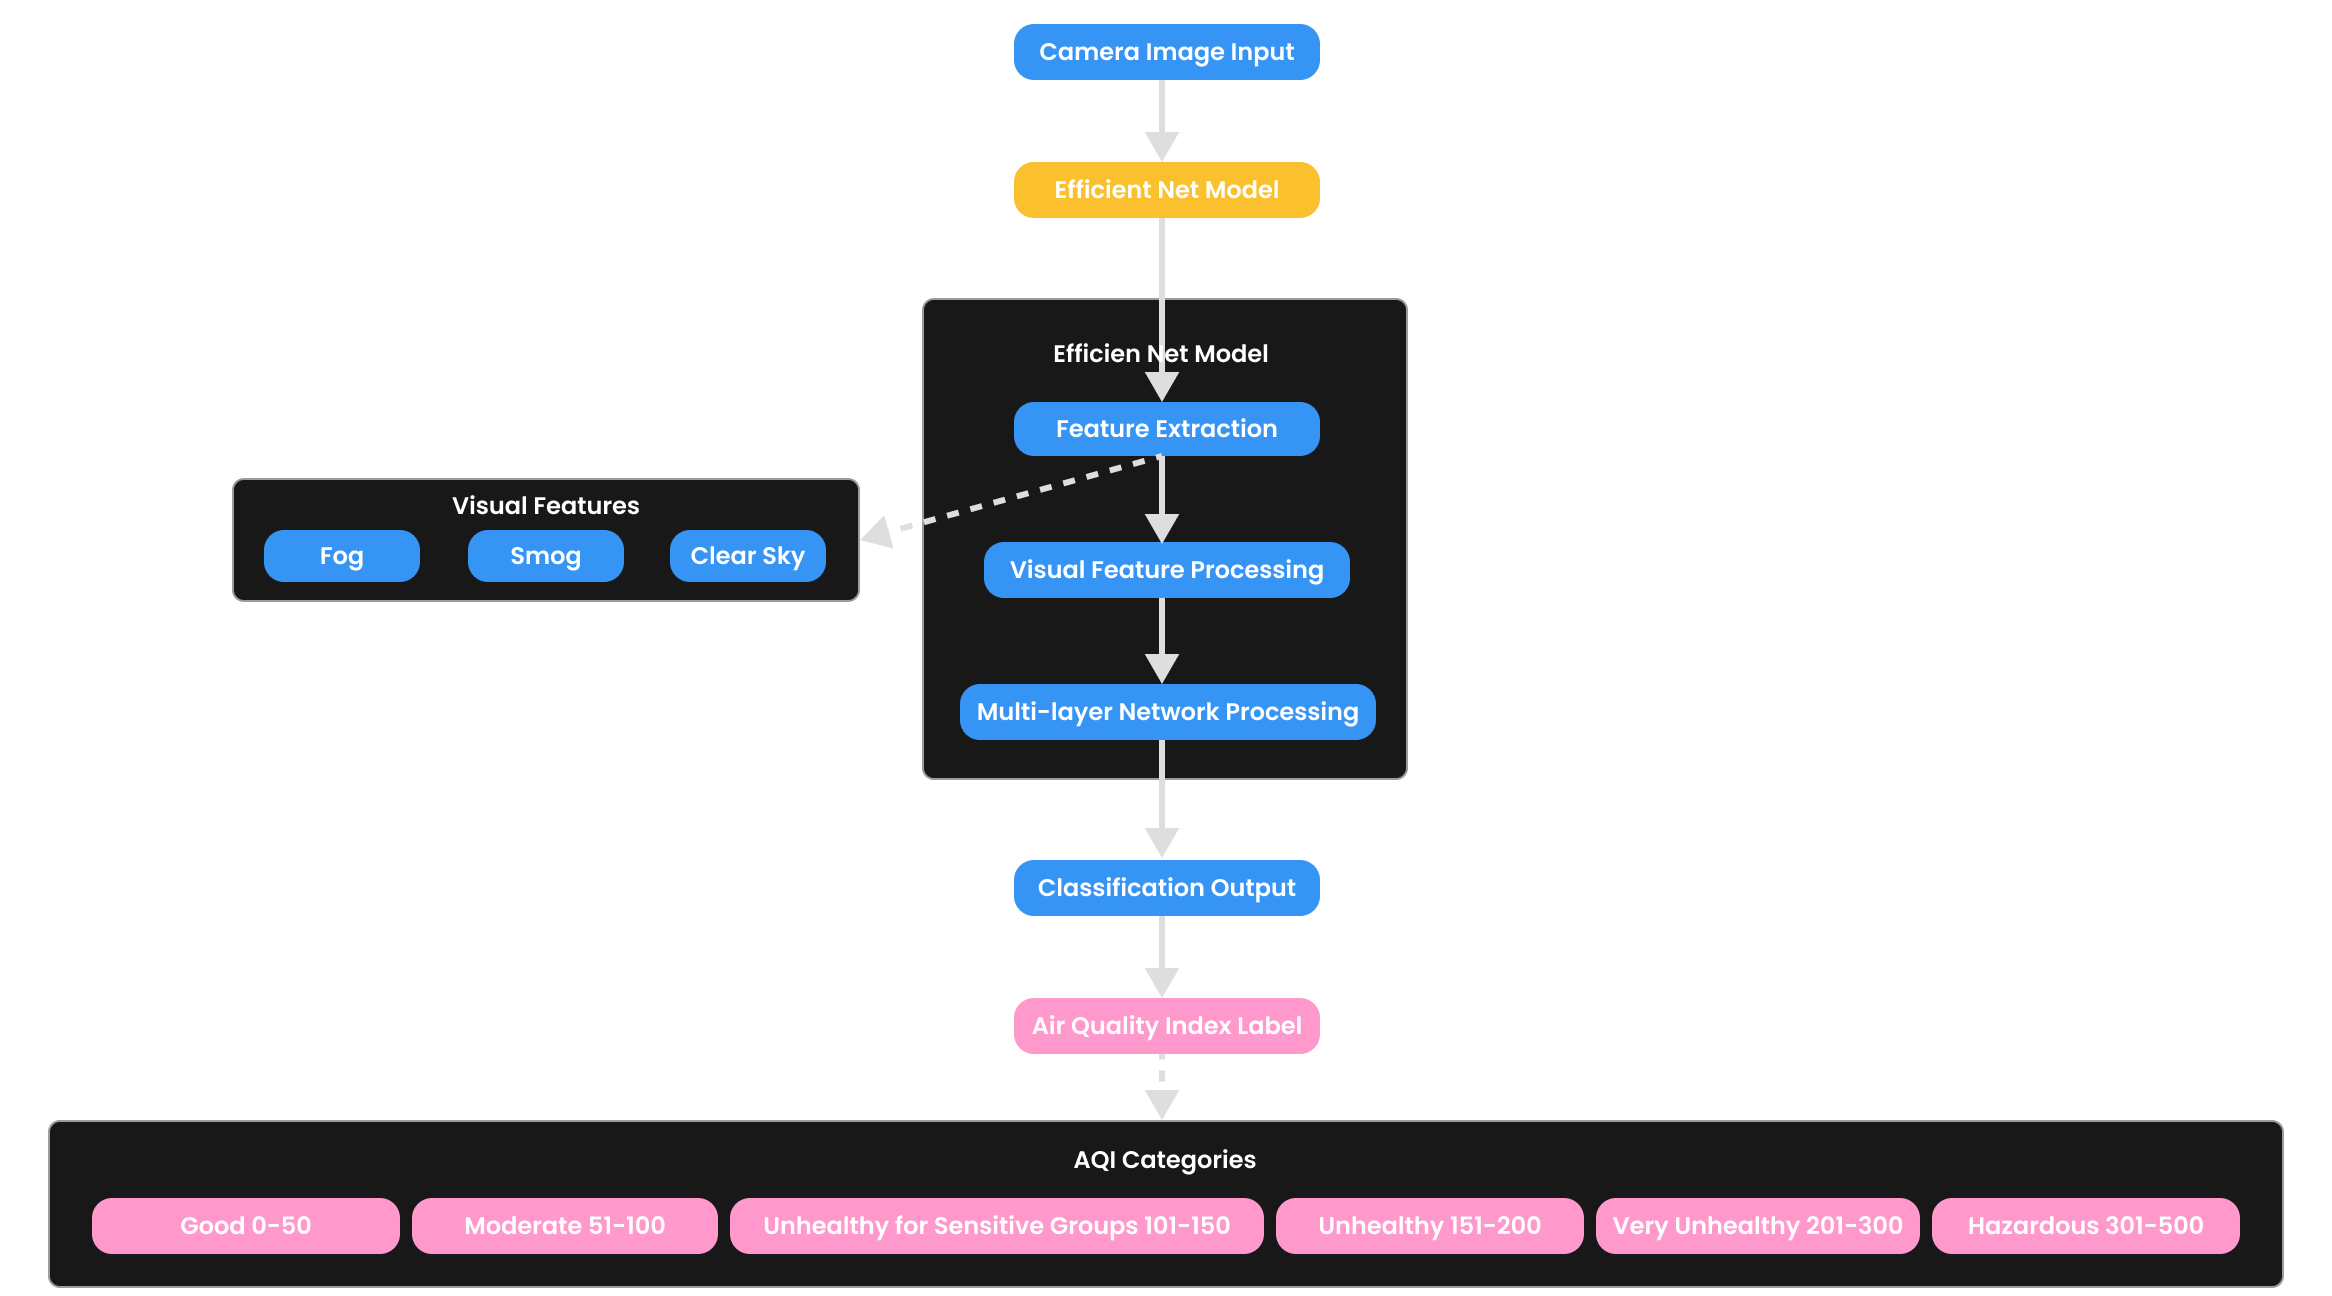 Camera Image Input
Efficient Net Model
Efficien Net Model
Feature Extraction
Visual Features
Fog
Smog
Clear Sky
Visual Feature Processing
Multi-layer Network Processing
Classification Output
Air Quality Index Label
AQI Categories
Good 0-50
Moderate 51-100
Unhealthy for Sensitive Groups 101-150
Unhealthy 151-200
Very Unhealthy 201-300
Hazardous 301-500